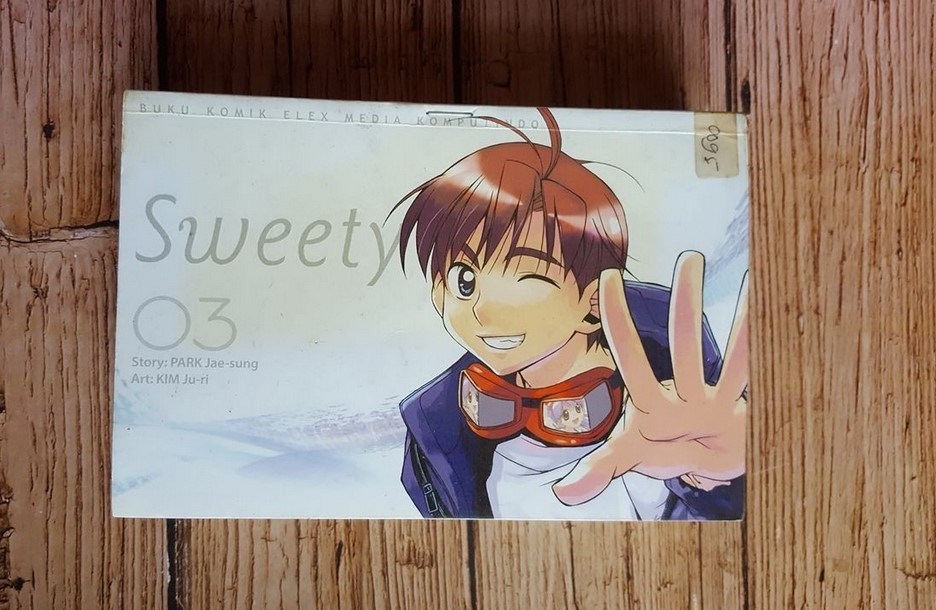 BUKU KOMIK ELEX MEDIA KOMPUTINDO
3600
Sweety
03
Story: PARK Jae-sung
Art: KIM Ju-ri